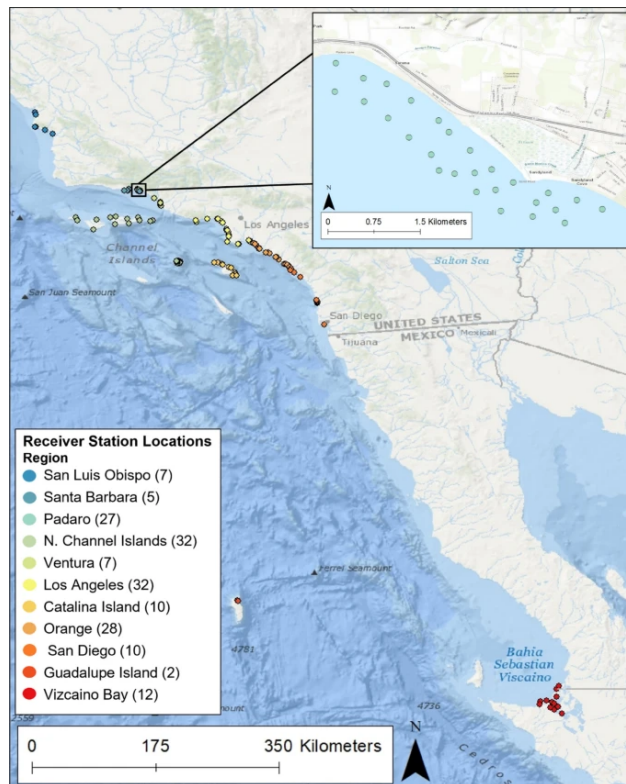 N
0 0.75 1.5 Kilometers
Los Angeles
Channel
Islands
Salton Sea
San Juan Seamount
San Diego
UNITED STATES
MEXICO
Mexicali
Tijuana
Receiver Station Locations
Region
San Luis Obispo (7)
Santa Barbara (5)
Padaro (27)
N. Channel Islands (32)
Ventura (7)
Los Angeles (32)
Catalina Island (10)
Orange (28)
San Diego (10)
Guadalupe Island (2)
Vizcaino Bay (12)
Ferrel Seamount
4781
Bahia
Sebastian
Viscaino
4736
Cedros
N
0 175 350 Kilometers